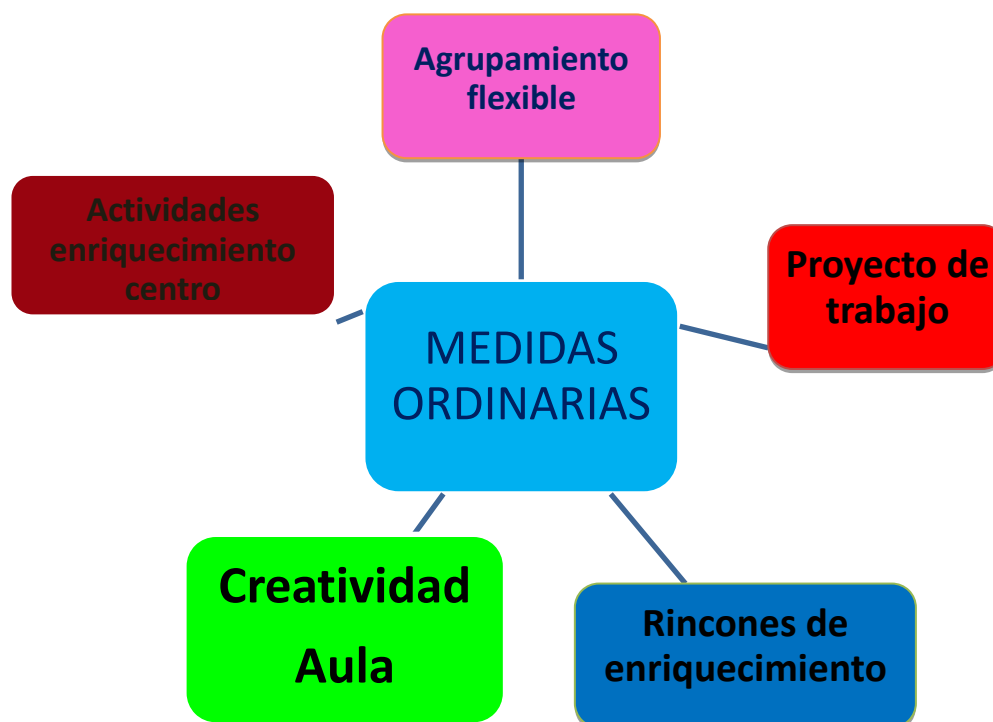 Agrupamiento
flexible
Actividades
enriquecimiento
centro
Proyecto de
trabajo
MEDIDAS
ORDINARIAS
Creatividad
Aula
Rincones de
enriquecimiento